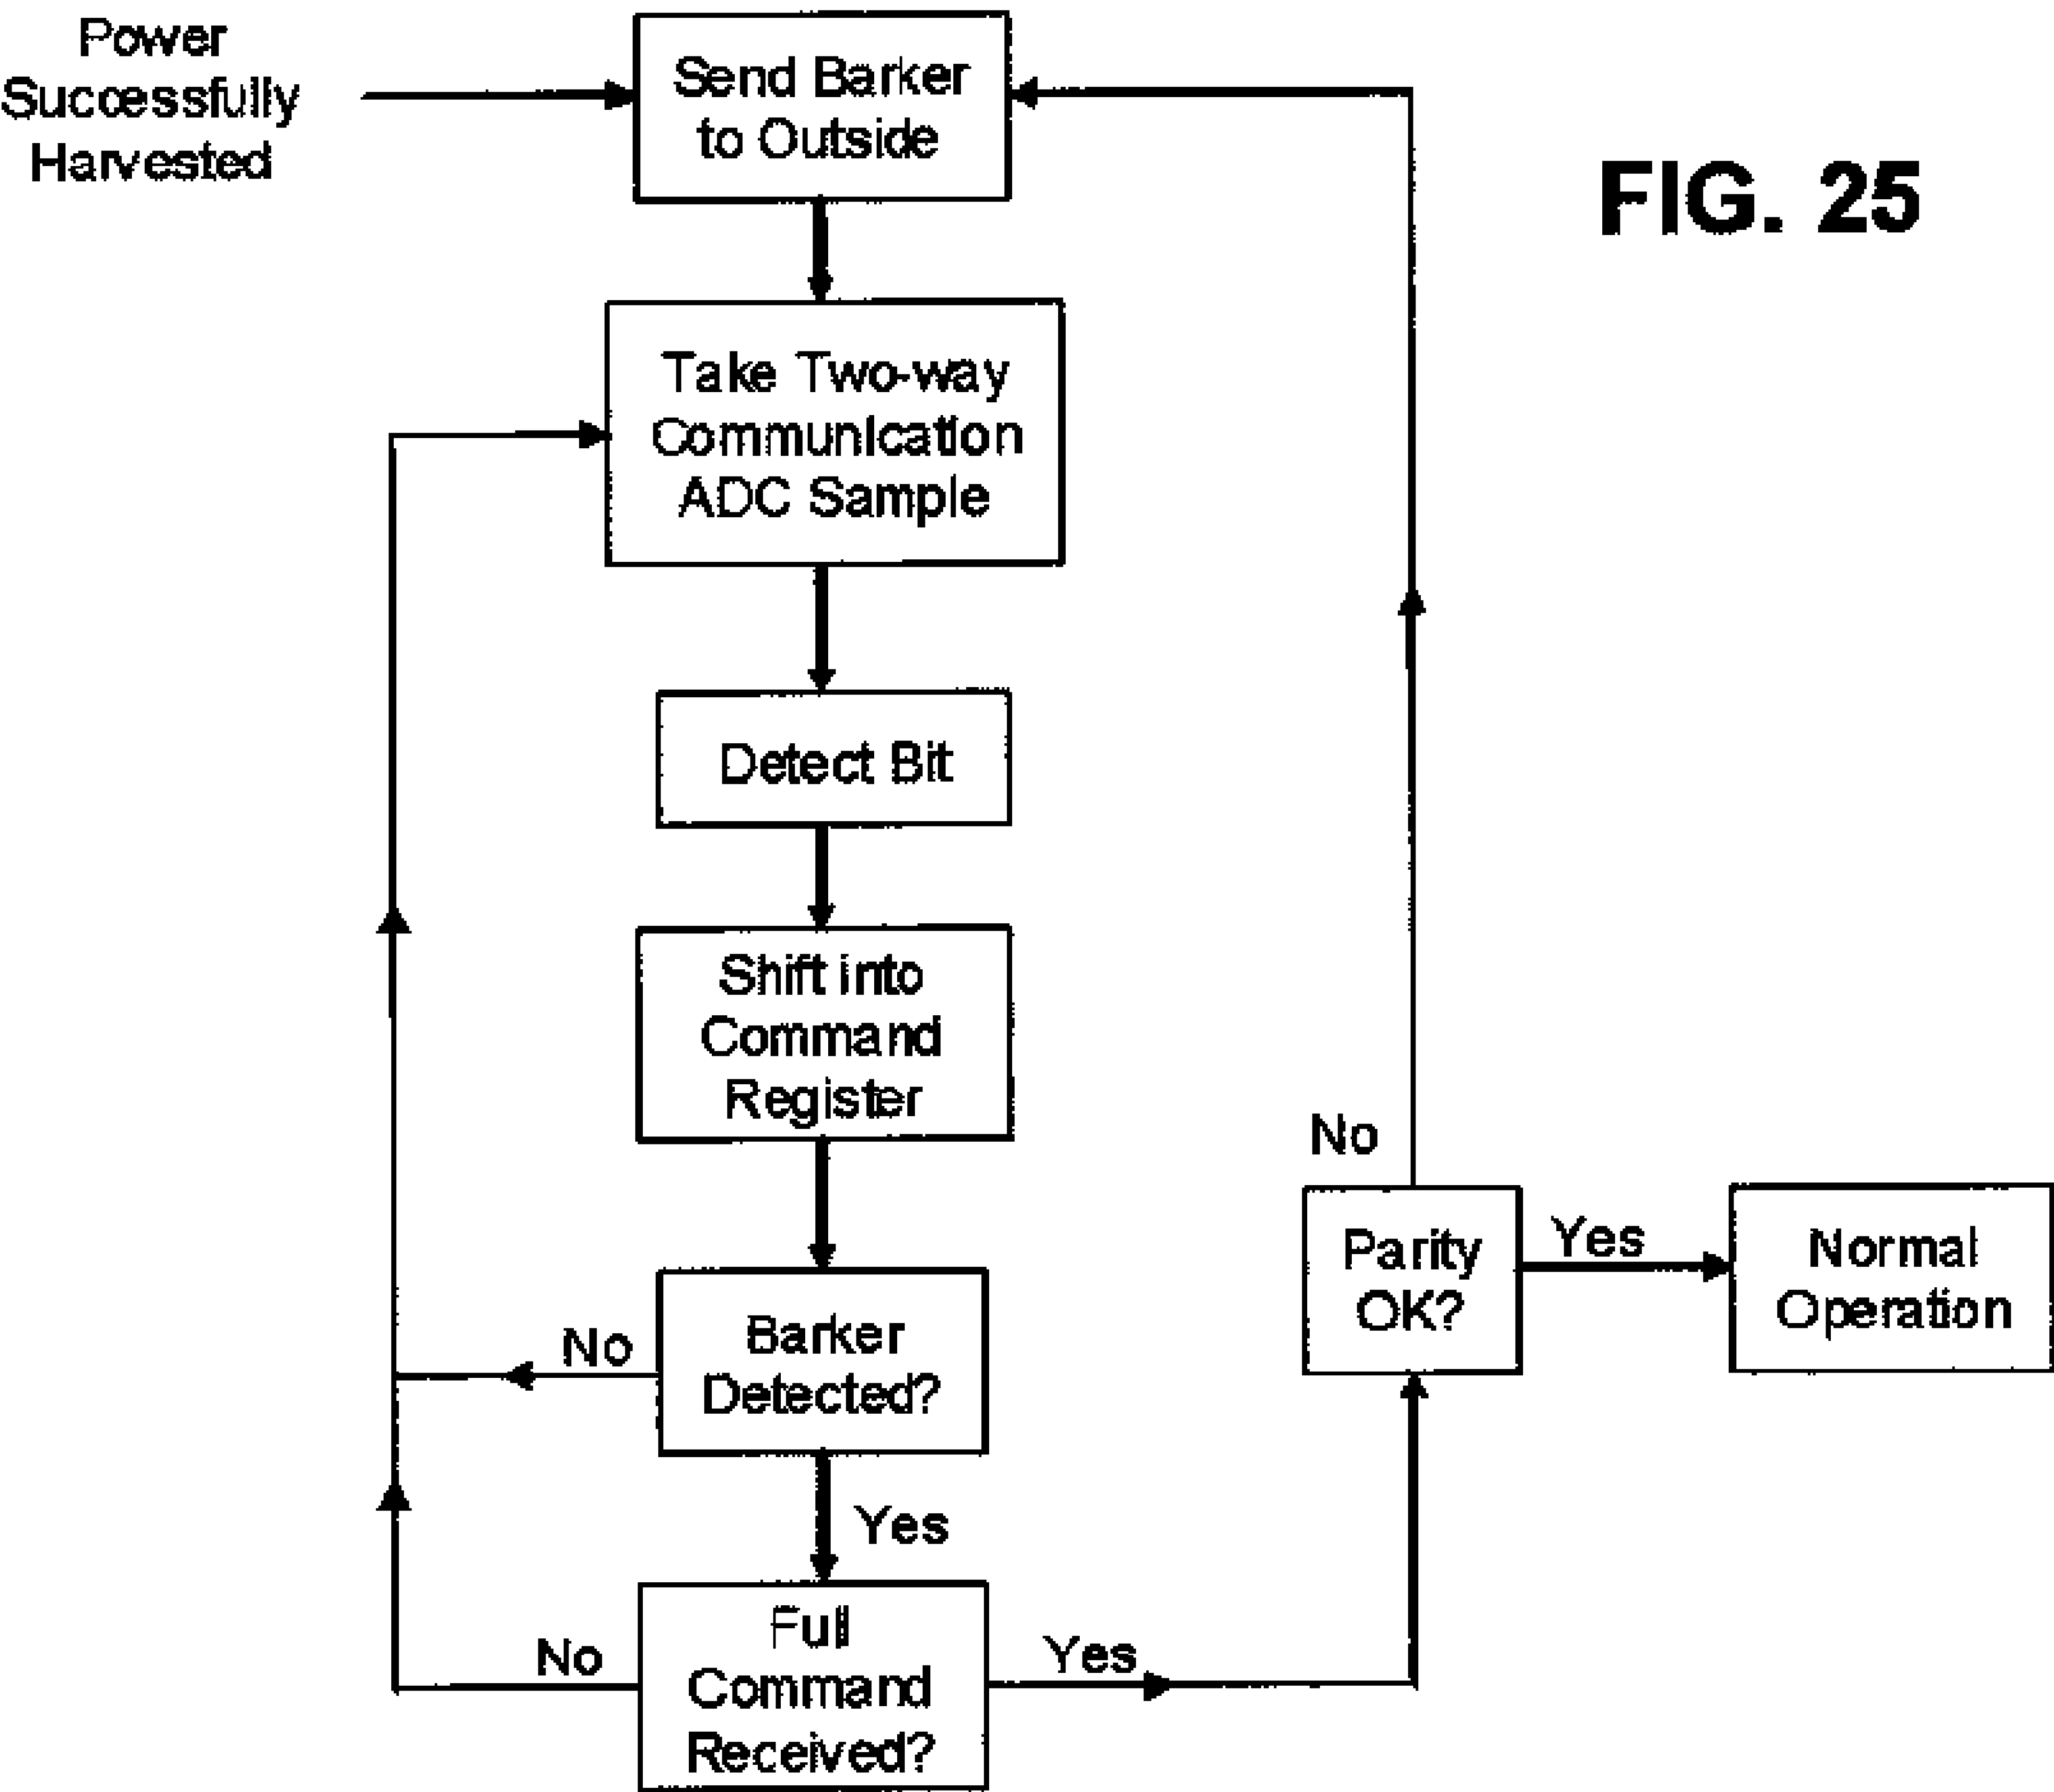 Power
Successfully
Harvested
Send Barker
to Outside
FIG. 25
Take Two-way
Communication
ADC Sample
Detect Bit
Shift into
Command
Register
No
Parity
OK?
Yes
Normal
Operation
Barker
Detected?
No
Yes
Full
Command
Received?
No
Yes